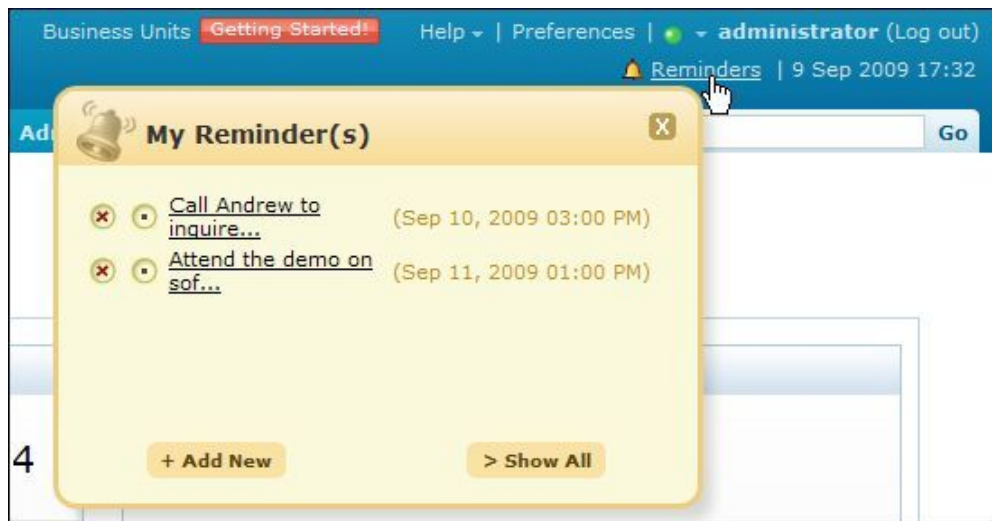 Business Units Getting Started! Help | Preferences | administrator (Log out)
Reminders | 9 Sep 2009 17:32
Ad
Go
My Reminder(s)
X
Call Andrew to
inquire...
(Sep 10, 2009 03:00 PM)
Attend the demo on
sof...
(Sep 11, 2009 01:00 PM)
4
+ Add New
> Show All